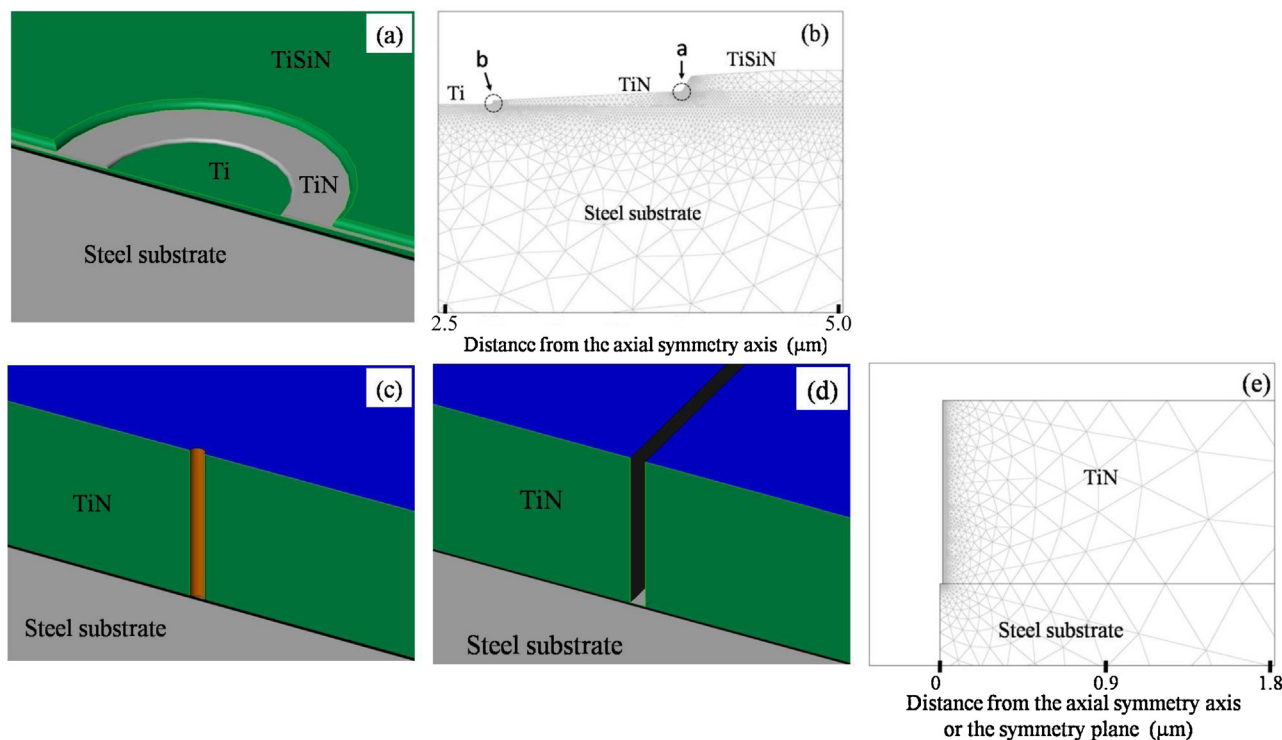 (a)
TiSiN
Ti
TiN
Steel substrate
(b)
b
a
TiSiN
TiN
Ti
Steel substrate
2.5
5.0
Distance from the axial symmetry axis (μm)
(c)
TiN
Steel substrate
(d)
TiN
Steel substrate
(e)
TiN
Steel substrate
0
0.9
1.8
Distance from the axial symmetry axis
or the symmetry plane (μm)